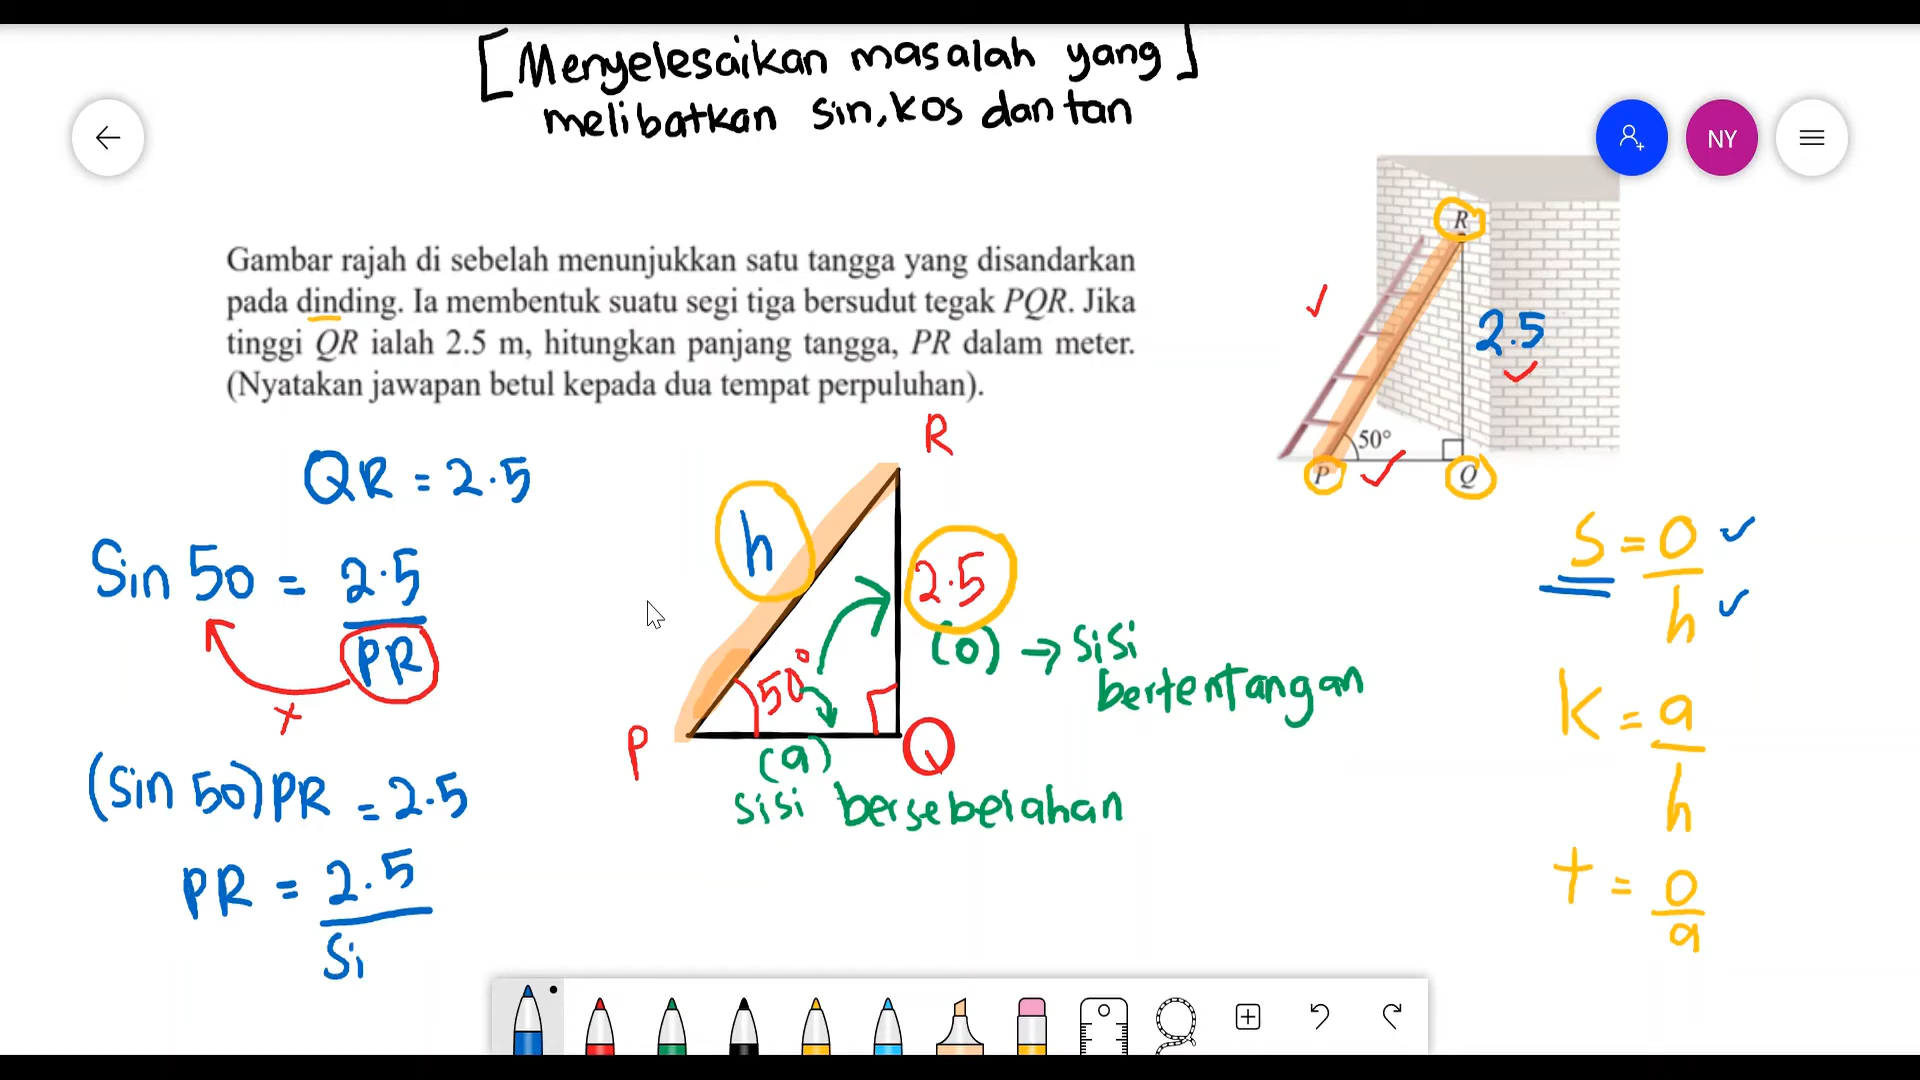 [Menyelesaikan masalah yang]
melibatkan sin, kos dan tan
NY
Gambar rajah di sebelah menunjukkan satu tangga yang disandarkan
pada dinding. Ia membentuk suatu segi tiga bersudut tegak PQR. Jika
tinggi QR ialah 2.5 m, hitungkan panjang tangga, PR dalam meter.
(Nyatakan jawapan betul kepada dua tempat perpuluhan).
R
2.5
50°
P
Q
QR = 2.5
Sin 50 = 2.5
PR
x
(Sin 50)PR = 2.5
PR = 2.5
Si
R
h
2.5
(o) → sisi
bertentangan
50°
P
Q
(a)
sisi bersebelahan
S = o
h
k = a
h
t = o
a